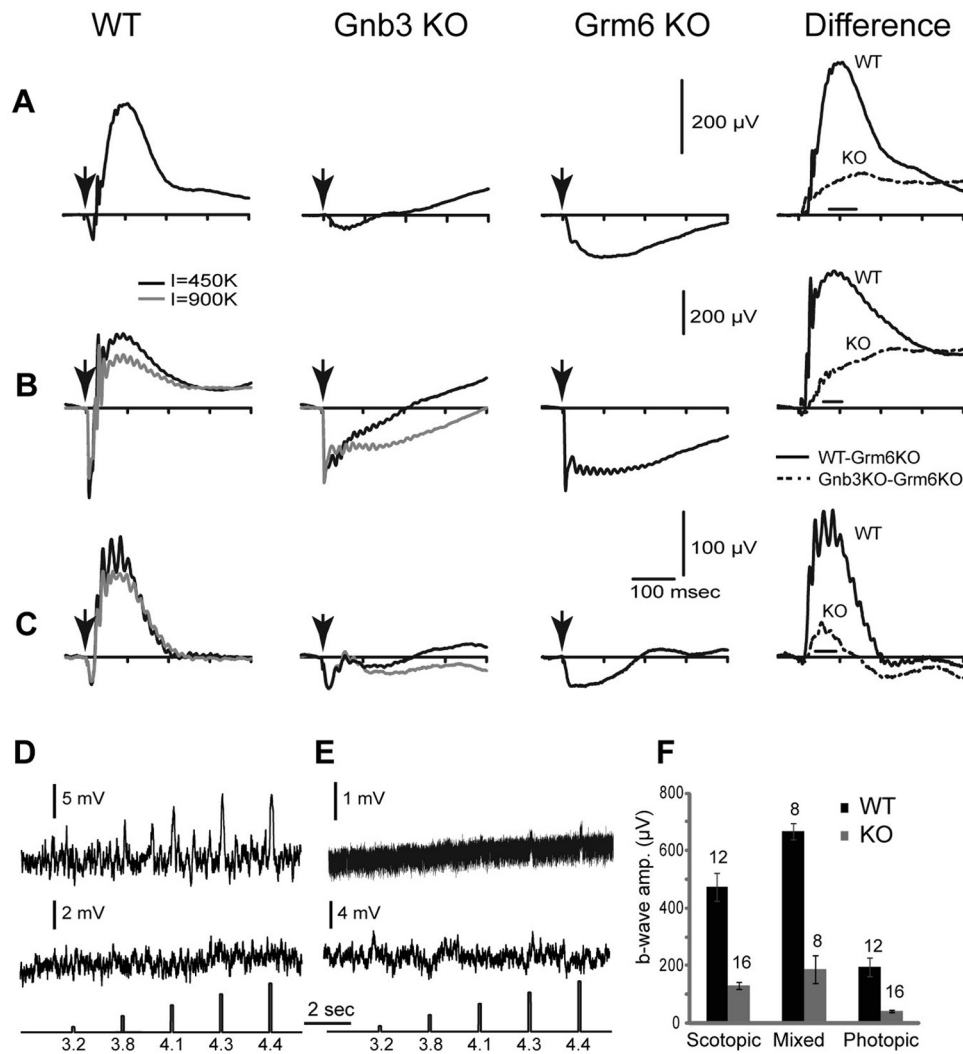 WT Gnb3 KO Grm6 KO Difference
A
200 µV
WT
KO
I=450K
I=900K
B
200 µV
WT
KO
WT-Grm6KO
Gnb3KO-Grm6KO
C
100 µV
100 msec
WT
KO
D
5 mV
2 mV
3.2 3.8 4.1 4.3 4.4
E
1 mV
4 mV
2 sec
3.2 3.8 4.1 4.3 4.4
F
b-wave amp. (µV)
800
600
400
200
0
WT
KO
12
16
8
8
12
16
Scotopic Mixed Photopic